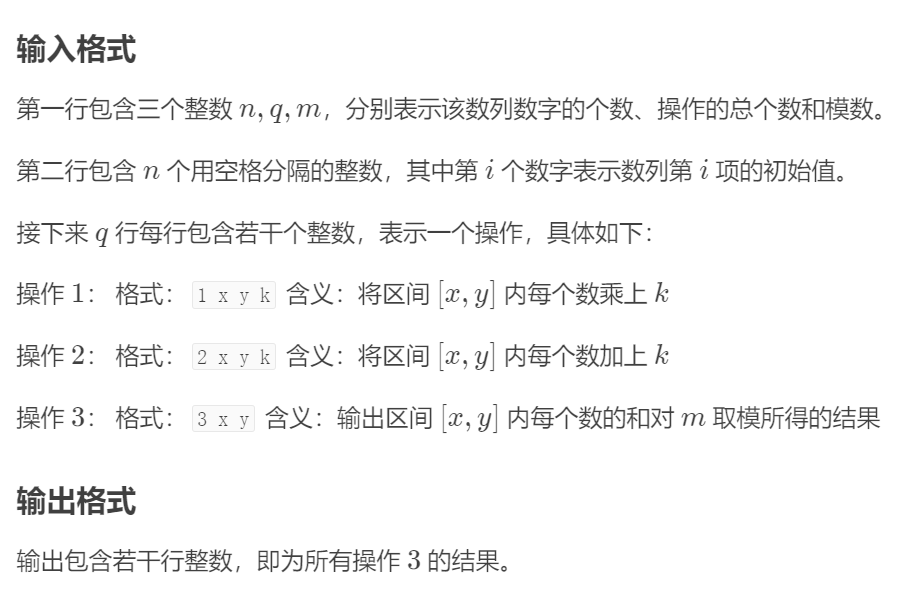 输入格式
第一行包含三个整数 n, q, m，分别表示该数列数字的个数、操作的总个数和模数。
第二行包含 n 个用空格分隔的整数，其中第 i 个数字表示数列第 i 项的初始值。
接下来 q 行每行包含若干个整数，表示一个操作，具体如下：
操作 1： 格式： 1 x y k 含义：将区间 [x, y] 内每个数乘上 k
操作 2： 格式： 2 x y k 含义：将区间 [x, y] 内每个数加上 k
操作 3： 格式： 3 x y 含义：输出区间 [x, y] 内每个数的和对 m 取模所得的结果
输出格式
输出包含若干行整数，即为所有操作 3 的结果。